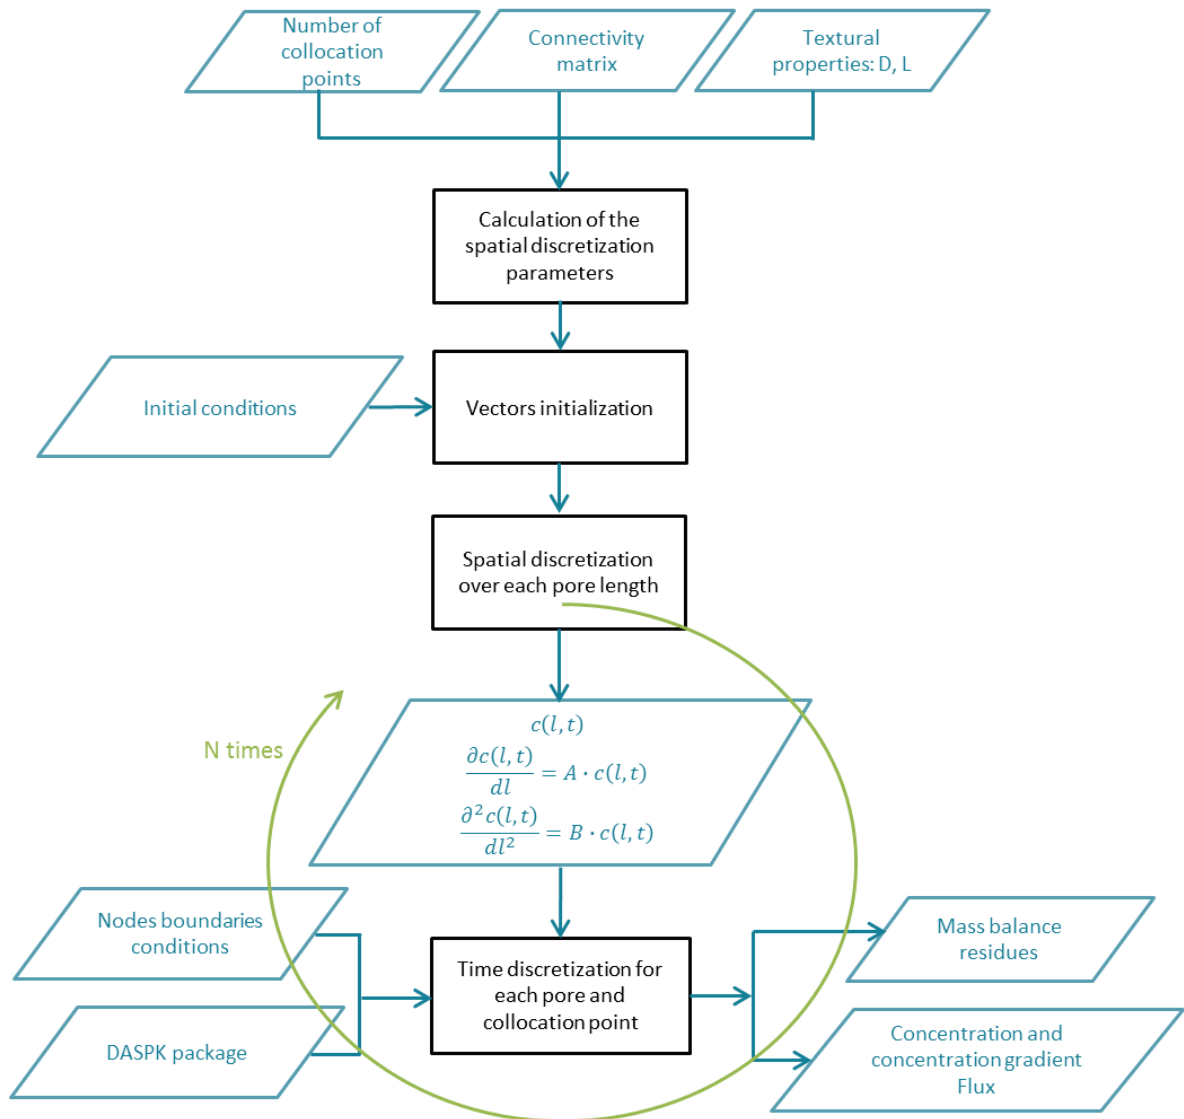 Number of
collocation
points
Connectivity
matrix
Textural
properties: D, L
Calculation of the
spatial discretization
parameters
Initial conditions
Vectors initialization
Spatial discretization
over each pore length
N times
c(l, t)
∂c(l, t)
dl
= A · c(l, t)
∂²c(l, t)
dl²
= B · c(l, t)
Nodes boundaries
conditions
DASPK package
Time discretization for
each pore and
collocation point
Mass balance
residues
Concentration and
concentration gradient
Flux